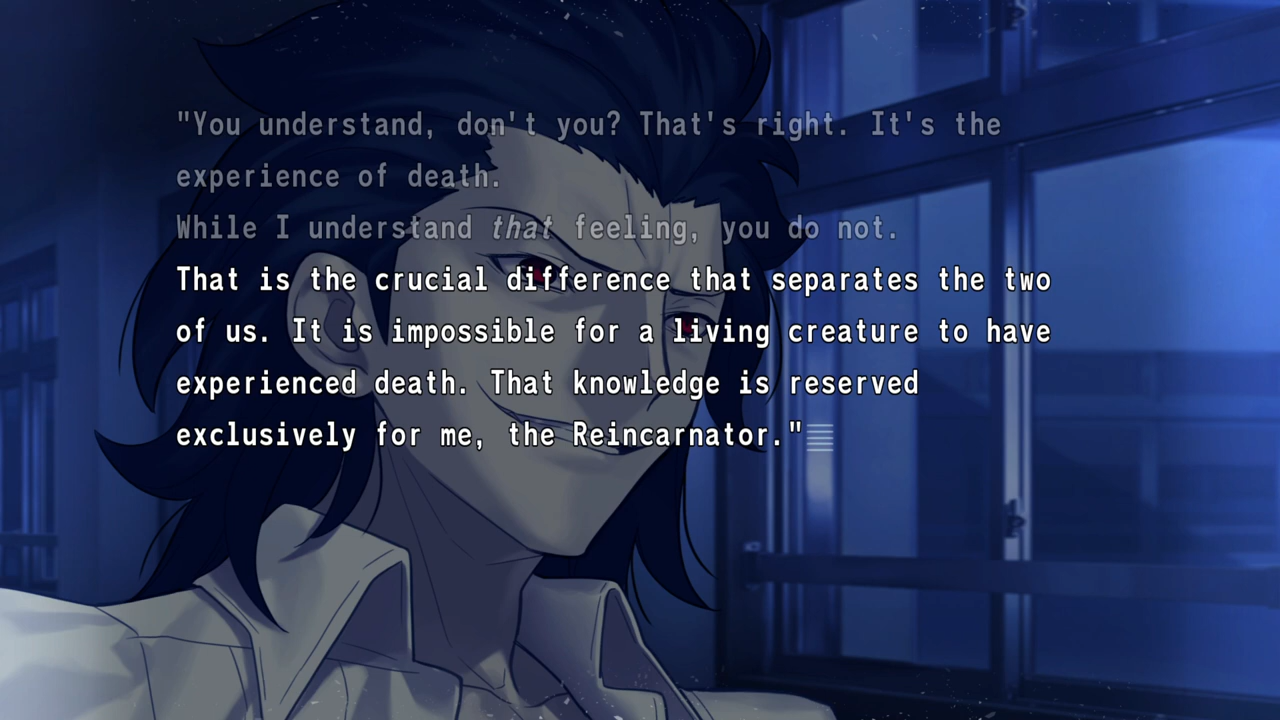 "You understand, don't you? That's right. It's the
experience of death.
While I understand that feeling, you do not.
That is the crucial difference that separates the two
of us. It is impossible for a living creature to have
experienced death. That knowledge is reserved
exclusively for me, the Reincarnator."